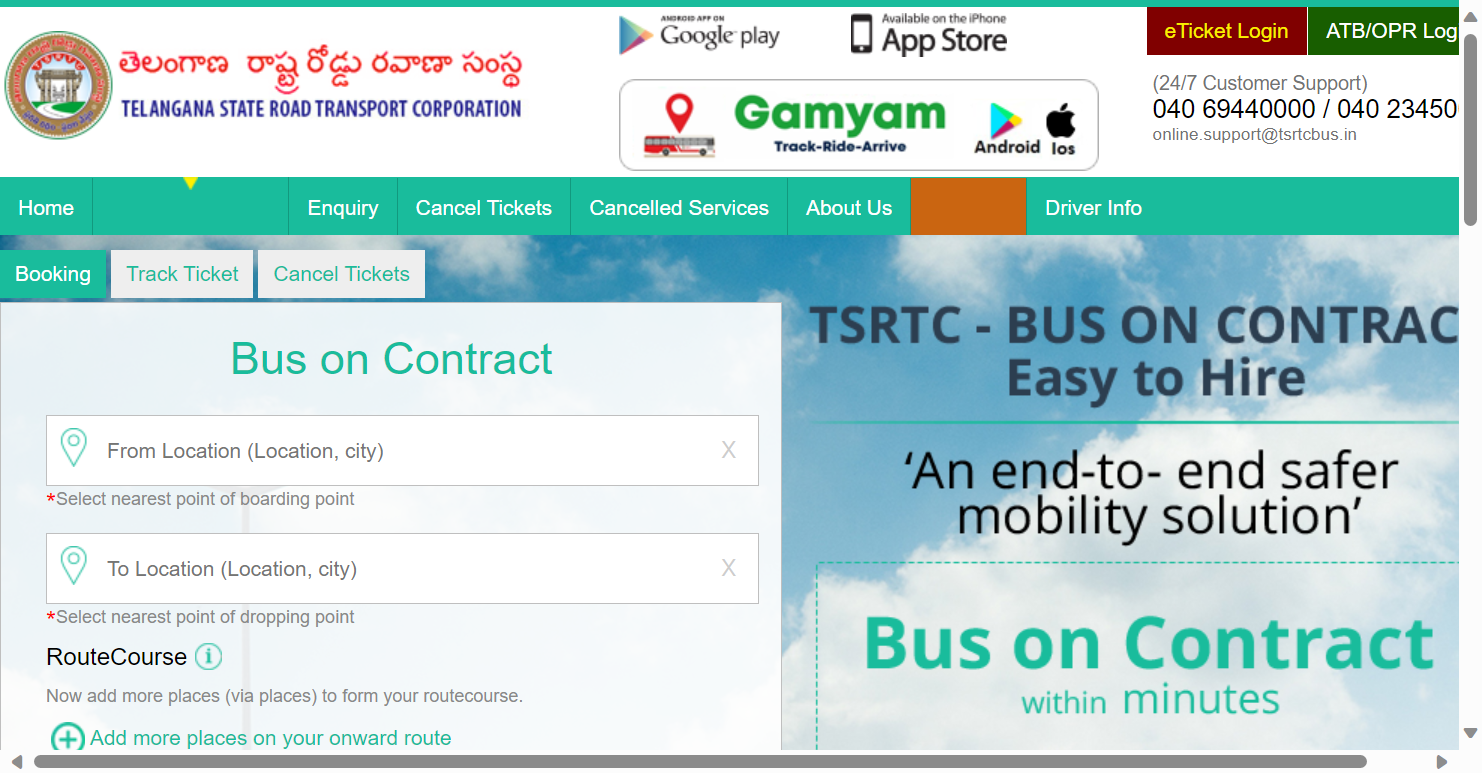 తెలంగాణ రాష్ట్ర రోడ్డు రవాణా సంస్థ
TELANGANA STATE ROAD TRANSPORT CORPORATION
ANDROID APP ON
Google play
Available on the iPhone
App Store
Gamyam
Track-Ride-Arrive
Android
Ios
eTicket Login
ATB/OPR Log
(24/7 Customer Support)
040 69440000 / 040 23450
online.support@tsrtcbus.in
Home
Enquiry
Cancel Tickets
Cancelled Services
About Us
Driver Info
Booking
Track Ticket
Cancel Tickets
Bus on Contract
From Location (Location, city)
X
*Select nearest point of boarding point
To Location (Location, city)
X
*Select nearest point of dropping point
RouteCourse
Now add more places (via places) to form your routecourse.
Add more places on your onward route
TSRTC - BUS ON CONTRAC
Easy to Hire
‘An end-to- end safer
mobility solution’
Bus on Contract
within minutes